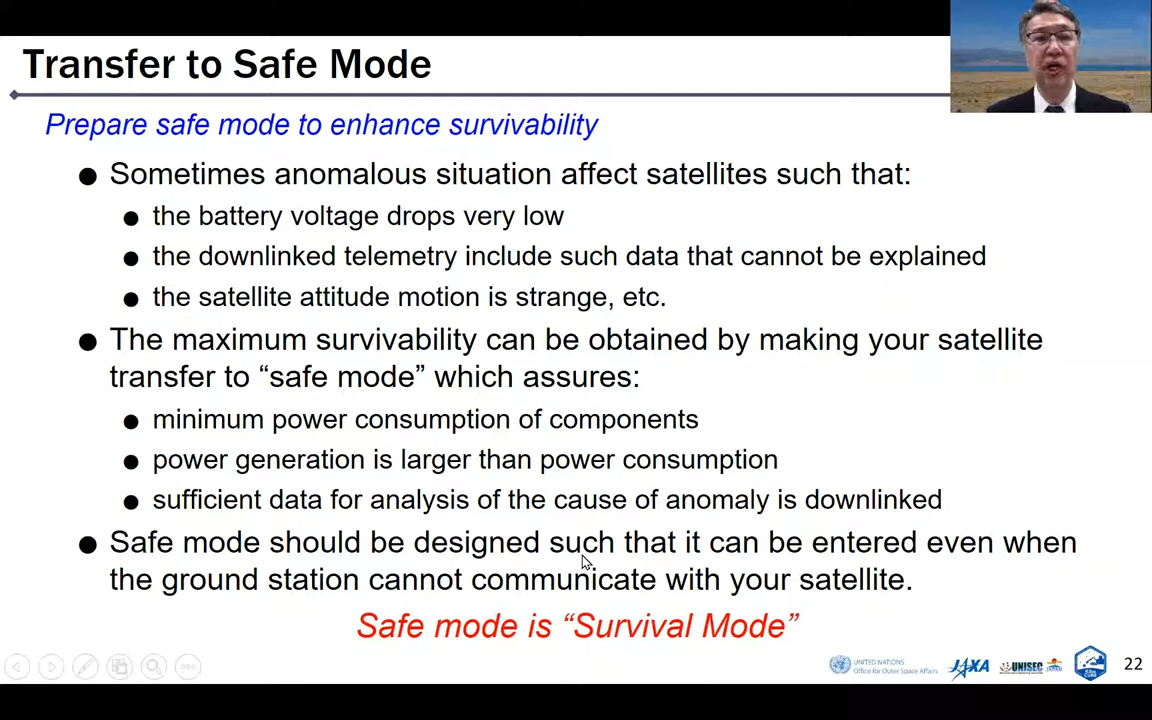 Transfer to Safe Mode
Prepare safe mode to enhance survivability
● Sometimes anomalous situation affect satellites such that:
● the battery voltage drops very low
● the downlinked telemetry include such data that cannot be explained
● the satellite attitude motion is strange, etc.
● The maximum survivability can be obtained by making your satellite
transfer to “safe mode” which assures:
● minimum power consumption of components
● power generation is larger than power consumption
● sufficient data for analysis of the cause of anomaly is downlinked
● Safe mode should be designed such that it can be entered even when
the ground station cannot communicate with your satellite.
Safe mode is “Survival Mode”
UNITED NATIONS
Office for Outer Space Affairs
JAXA
UNISEC
JAPAN
22